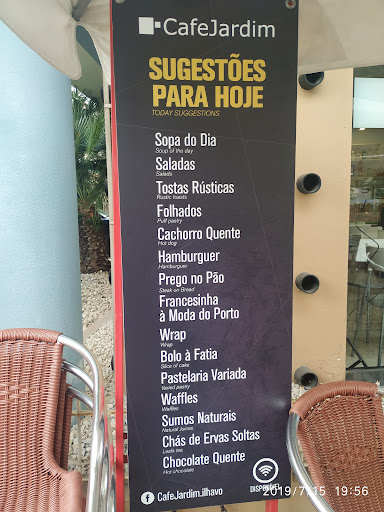 CafeJardim
SUGESTÕES
PARA HOJE
TODAY SUGGESTIONS
Sopa do Dia
Soup of the day
Saladas
Salads
Tostas Rústicas
Rustic toasts
Folhados
Puff pastry
Cachorro Quente
Hot dog
Hamburguer
Hamburguer
Prego no Pão
Steak on Bread
Francesinha
à Moda do Porto
Wrap
Wrap
Bolo à Fatia
Slice of cake
Pastelaria Variada
Varied pastry
Waffles
Waffles
Sumos Naturais
Natural Juices
Chás de Ervas Soltas
Leafs tea
Chocolate Quente
Hot chocolate
CafeJardim.ilhavo
DISPONÍVEL
2019/7/15 19:56